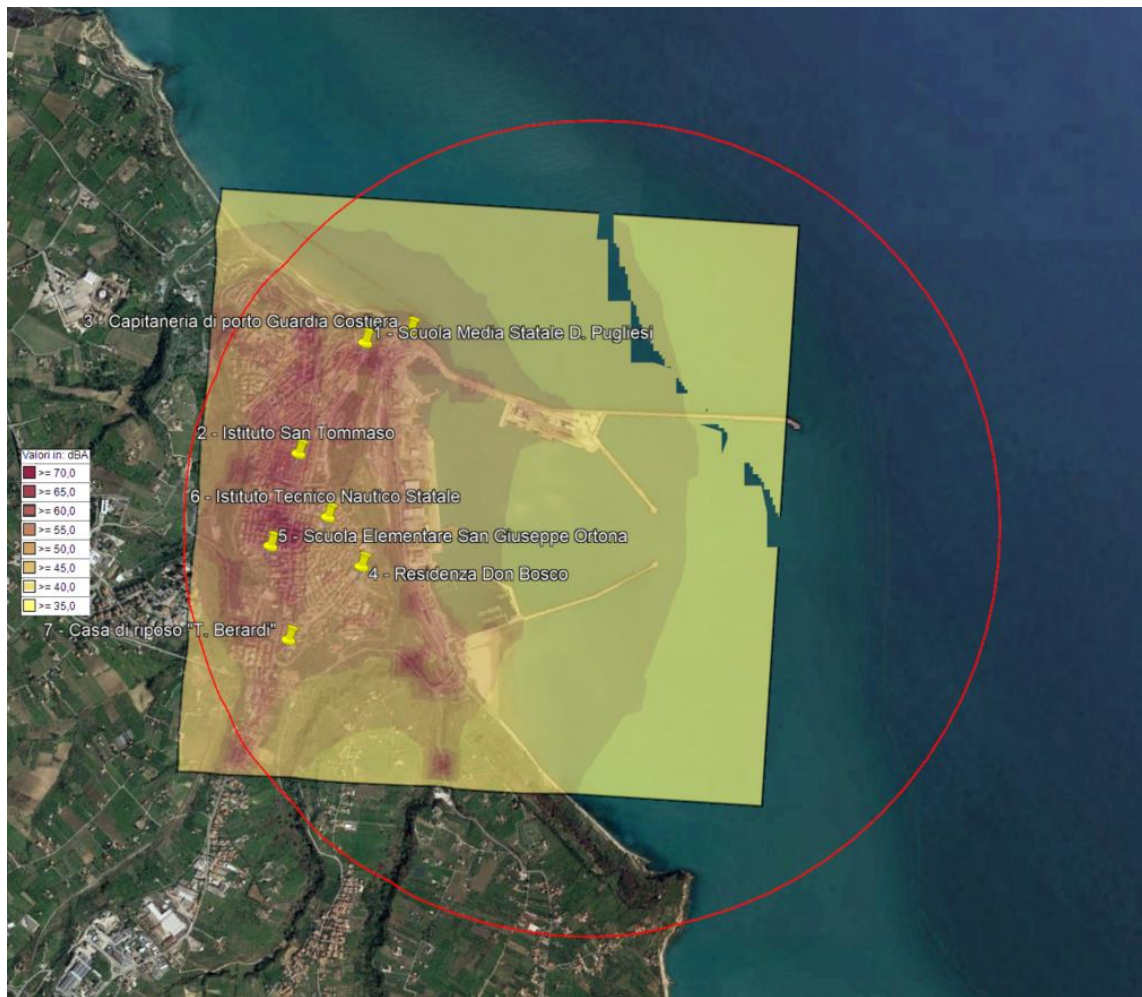 3 - Capitaneria di porto Guardia Costiera
1 - Scuola Media Statale D. Pugliesi
2 - Istituto San Tommaso
Valori in: dBA
>= 70,0
>= 65,0
>= 60,0
>= 55,0
>= 50,0
>= 45,0
>= 40,0
>= 35,0
6 - Istituto Tecnico Nautico Statale
5 - Scuola Elementare San Giuseppe Ortona
4 - Residenza Don Bosco
7 - Casa di riposo "T. Berardi"